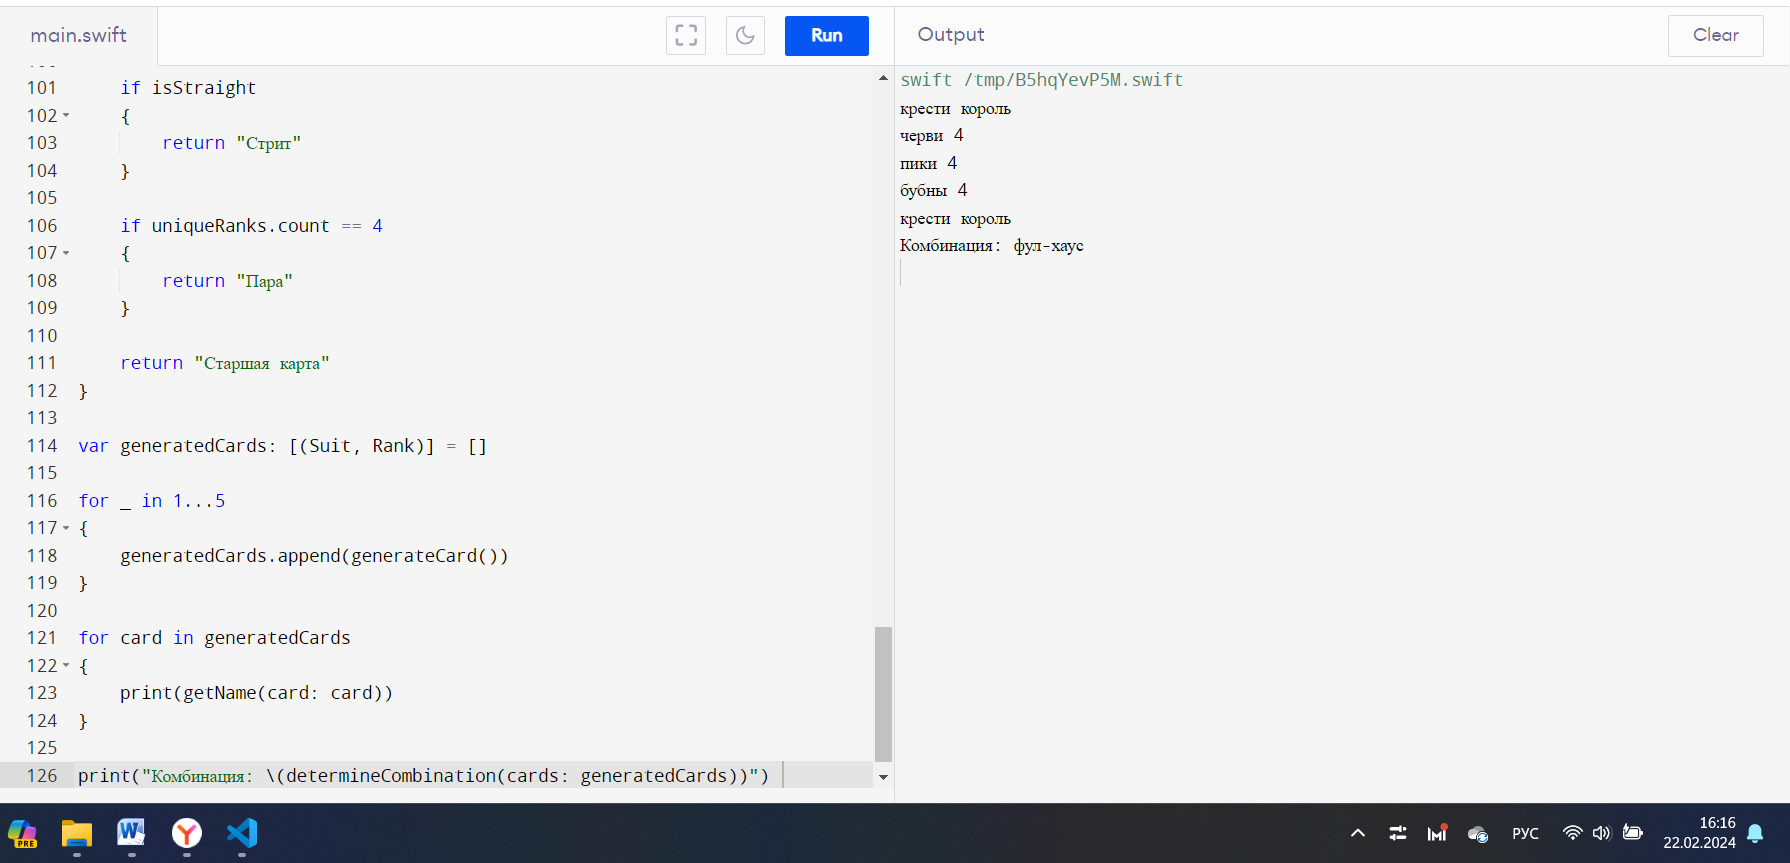 main.swift
Run
Output
Clear
101 if isStraight
102 {
103 return "Стрит"
104 }
105
106 if uniqueRanks.count == 4
107 {
108 return "Пара"
109 }
110
111 return "Старшая карта"
112 }
113
114 var generatedCards: [(Suit, Rank)] = []
115
116 for _ in 1...5
117 {
118 generatedCards.append(generateCard())
119 }
120
121 for card in generatedCards
122 {
123 print(getName(card: card))
124 }
125
126 print("Комбинация: \(determineCombination(cards: generatedCards))")
swift /tmp/B5hqYevP5M.swift
крести король
черви 4
пики 4
бубны 4
крести король
Комбинация: фул-хаус
PRE
РУС
16:16
22.02.2024